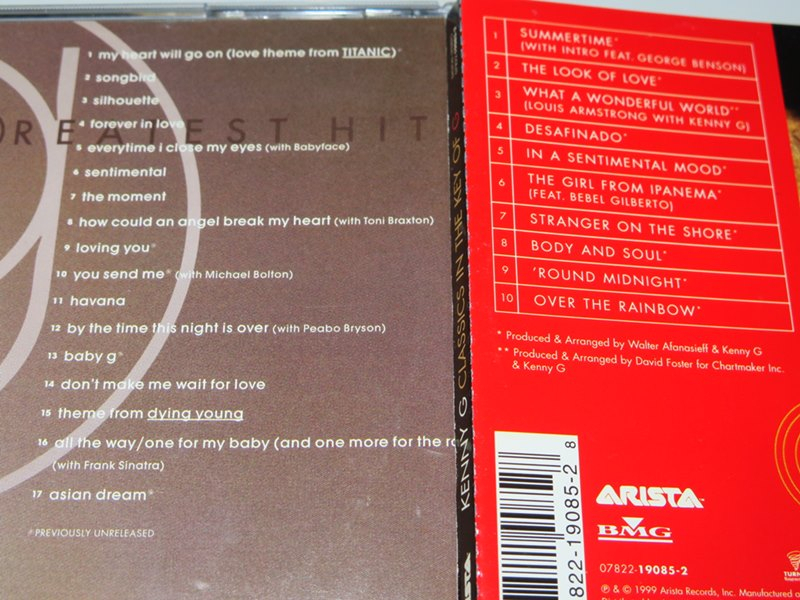 GREATEST HIT
1 my heart will go on (love theme from TITANIC)*
2 songbird
3 silhouette
4 forever in love
5 everytime i close my eyes (with Babyface)
6 sentimental
7 the moment
8 how could an angel break my heart (with Toni Braxton)
9 loving you*
10 you send me* (with Michael Bolton)
11 havana
12 by the time this night is over (with Peabo Bryson)
13 baby g*
14 don't make me wait for love
15 theme from dying young
16 all the way/one for my baby (and one more for the
(with Frank Sinatra)
17 asian dream*
*PREVIOUSLY UNRELEASED
KENNY G CLASSICS IN THE KEY OF G
ARISTA
1 SUMMERTIME*
(WITH INTRO FEAT. GEORGE BENSON)
2 THE LOOK OF LOVE*
3 WHAT A WONDERFUL WORLD**
(LOUIS ARMSTRONG WITH KENNY G)
4 DESAFINADO*
5 IN A SENTIMENTAL MOOD*
6 THE GIRL FROM IPANEMA*
(FEAT. BEBEL GILBERTO)
7 STRANGER ON THE SHORE*
8 BODY AND SOUL*
9 'ROUND MIDNIGHT*
10 OVER THE RAINBOW*
* Produced & Arranged by Walter Afanasieff & Kenny G
** Produced & Arranged by David Foster for Chartmaker Inc.
& Kenny G
822-19085-2 8
ARISTA
BMG
07822-19085-2
℗ & © 1999 Arista Records, Inc. Manufactured a